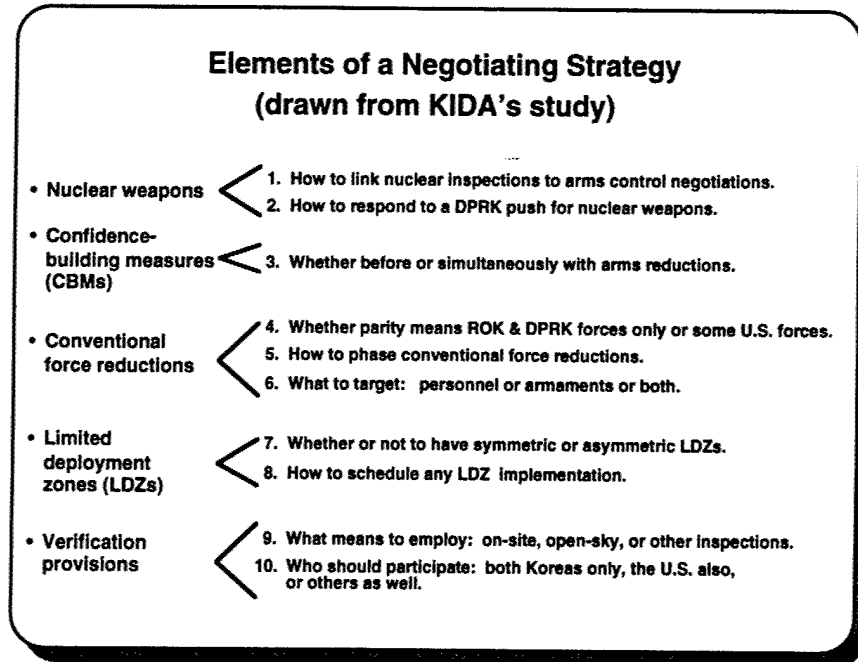 Elements of a Negotiating Strategy
(drawn from KIDA's study)
• Nuclear weapons
1. How to link nuclear inspections to arms control negotiations.
2. How to respond to a DPRK push for nuclear weapons.
• Confidence-
building measures
(CBMs)
3. Whether before or simultaneously with arms reductions.
• Conventional
force reductions
4. Whether parity means ROK & DPRK forces only or some U.S. forces.
5. How to phase conventional force reductions.
6. What to target: personnel or armaments or both.
• Limited
deployment
zones (LDZs)
7. Whether or not to have symmetric or asymmetric LDZs.
8. How to schedule any LDZ implementation.
• Verification
provisions
9. What means to employ: on-site, open-sky, or other inspections.
10. Who should participate: both Koreas only, the U.S. also,
or others as well.